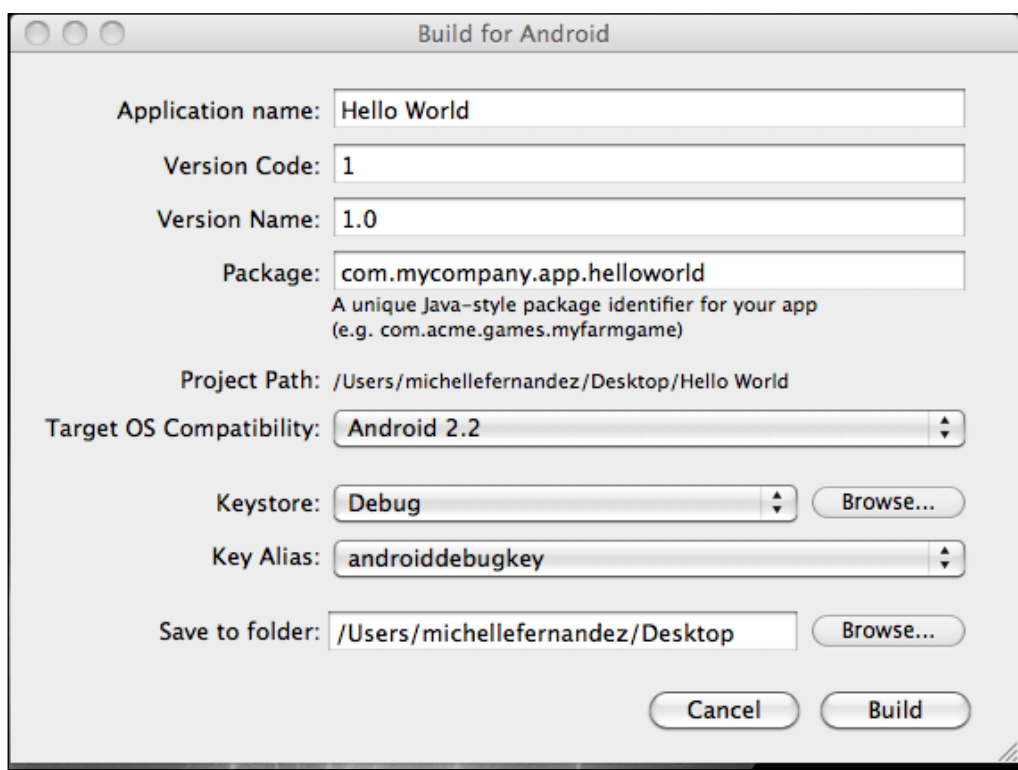 Build for Android
Application name: Hello World
Version Code: 1
Version Name: 1.0
Package: com.mycompany.app.helloworld
A unique Java-style package identifier for your app
(e.g. com.acme.games.myfarmgame)
Project Path: /Users/michellefernandez/Desktop/Hello World
Target OS Compatibility: Android 2.2
Keystore: Debug Browse...
Key Alias: androiddebugkey
Save to folder: /Users/michellefernandez/Desktop Browse...
Cancel Build